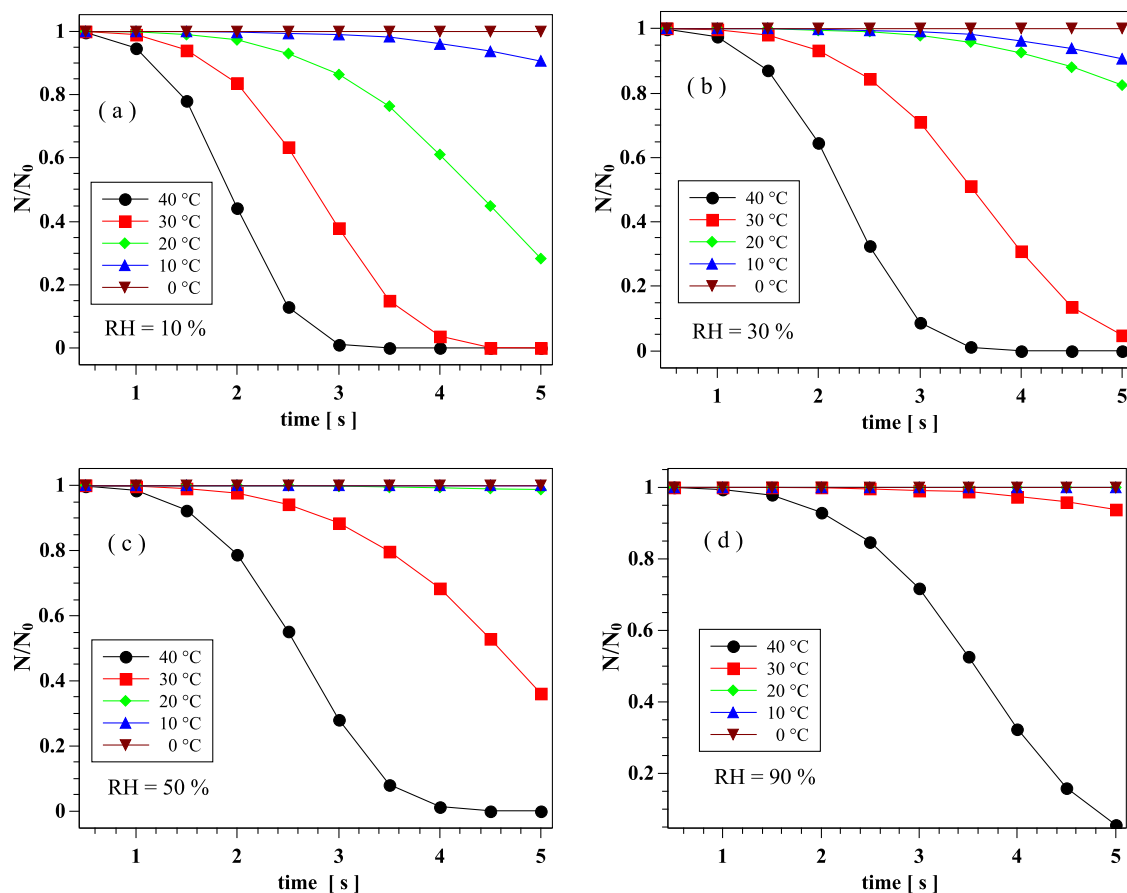 1
0.8
0.6
0.4
0.2
0
N/N0
( a )
40 °C
30 °C
20 °C
10 °C
0 °C
RH = 10 %
1 2 3 4 5
time [ s ]
1
0.8
0.6
0.4
0.2
0
N/N0
( b )
40 °C
30 °C
20 °C
10 °C
0 °C
RH = 30 %
1 2 3 4 5
time [ s ]
1
0.8
0.6
0.4
0.2
0
N/N0
( c )
40 °C
30 °C
20 °C
10 °C
0 °C
RH = 50 %
1 2 3 4 5
time [ s ]
1
0.8
0.6
0.4
0.2
N/N0
( d )
40 °C
30 °C
20 °C
10 °C
0 °C
RH = 90 %
1 2 3 4 5
time [ s ]